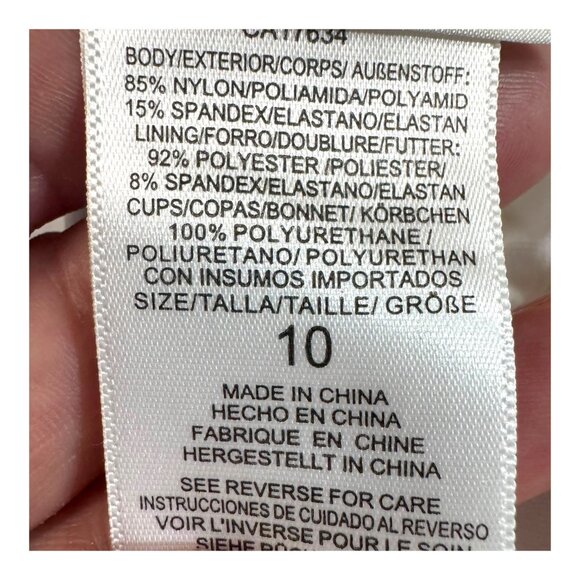 CA17634
BODY/EXTERIOR/CORPS/ AUßENSTOFF:
85% NYLON/POLIAMIDA/POLYAMID
15% SPANDEX/ELASTANO/ELASTAN
LINING/FORRO/DOUBLURE/FUTTER:
92% POLYESTER /POLIESTER/
8% SPANDEX/ELASTANO/ELASTAN
CUPS/COPAS/BONNET/ KÖRBCHEN
100% POLYURETHANE /
POLIURETANO/ POLYURETHAN
CON INSUMOS IMPORTADOS
SIZE/TALLA/TAILLE/ GRÖßE
10
MADE IN CHINA
HECHO EN CHINA
FABRIQUE EN CHINE
HERGESTELLT IN CHINA
SEE REVERSE FOR CARE
INSTRUCCIONES DE CUIDADO AL REVERSO
VOIR L'INVERSE POUR LE SOIN
SIEHE